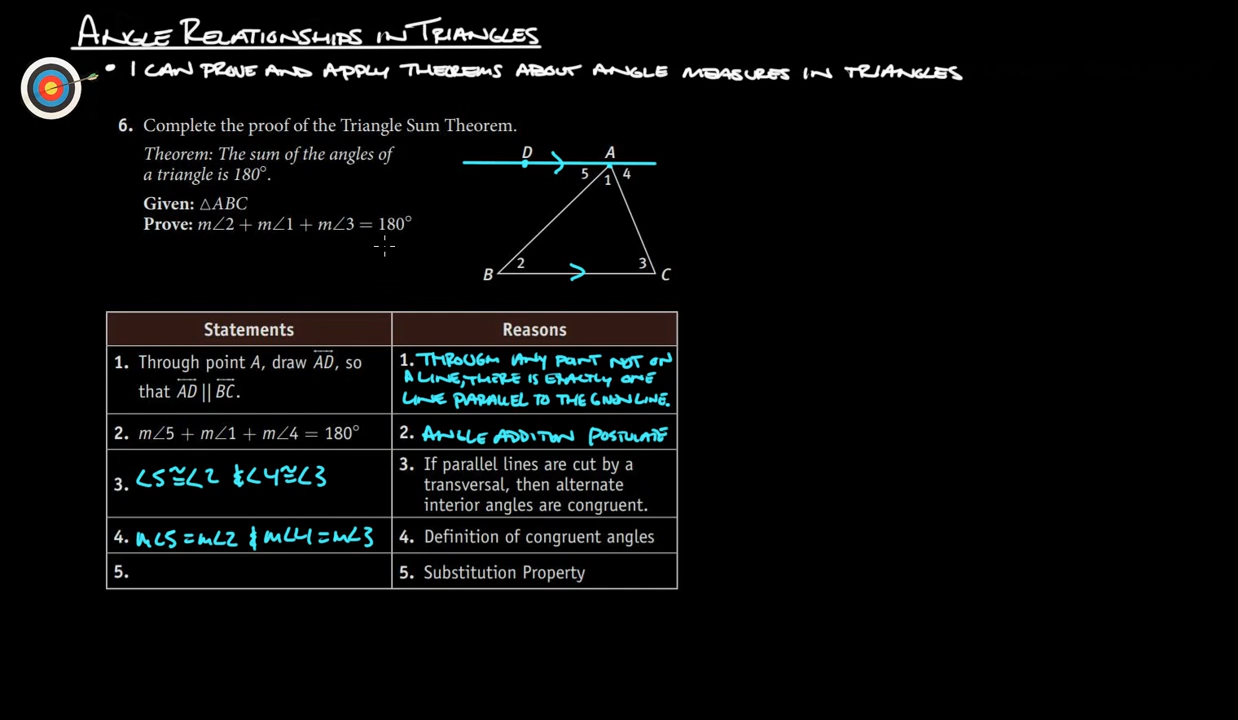 ANGLE RELATIONSHIPS IN TRIANGLES
• I CAN PROVE AND APPLY THEOREMS ABOUT ANGLE MEASURES IN TRIANGLES
6. Complete the proof of the Triangle Sum Theorem.
Theorem: The sum of the angles of
a triangle is 180°.
Given: △ABC
Prove: m∠2 + m∠1 + m∠3 = 180°
D A
5 1 4
B 2 3 C
Statements Reasons
1. Through point A, draw AD, so
that AD || BC.
1. THROUGH ANY POINT NOT ON
A LINE, THERE IS EXACTLY ONE
LINE PARALLEL TO THE GIVEN LINE.
2. m∠5 + m∠1 + m∠4 = 180°
2. ANGLE ADDITION POSTULATE
3. ∠5≅∠2 & ∠4≅∠3
3. If parallel lines are cut by a
transversal, then alternate
interior angles are congruent.
4. m∠5 = m∠2 & m∠4 = m∠3
4. Definition of congruent angles
5.
5. Substitution Property